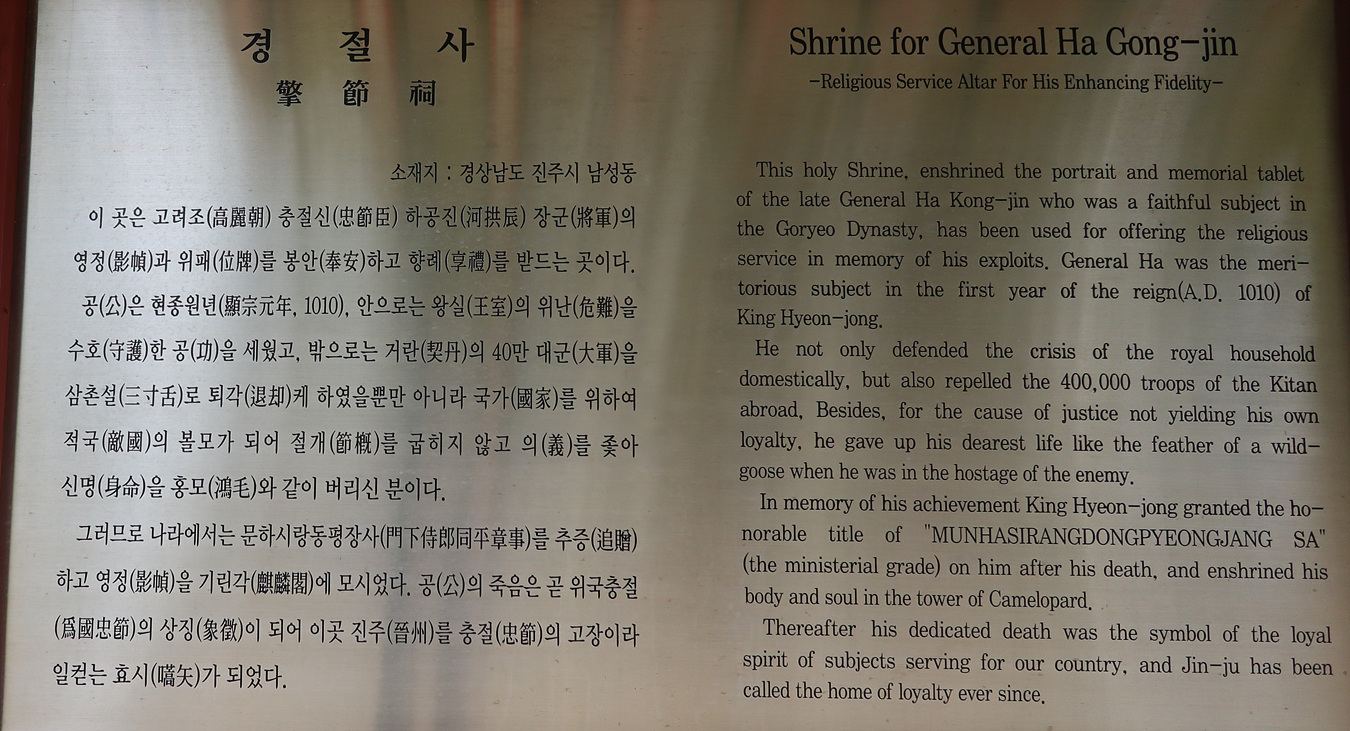 경 절 사
擎 節 祠
소재지 : 경상남도 진주시 남성동
이 곳은 고려조(高麗朝) 충절신(忠節臣) 하공진(河拱辰) 장군(將軍)의
영정(影幀)과 위패(位牌)를 봉안(奉安)하고 향례(享禮)를 받드는 곳이다.
공(公)은 현종원년(顯宗元年, 1010), 안으로는 왕실(王室)의 위난(危難)을
수호(守護)한 공(功)을 세웠고, 밖으로는 거란(契丹)의 40만 대군(大軍)을
삼촌설(三寸舌)로 퇴각(退却)케 하였을뿐만 아니라 국가(國家)를 위하여
적국(敵國)의 볼모가 되어 절개(節槪)를 굽히지 않고 의(義)를 좇아
신명(身命)을 홍모(鴻毛)와 같이 버리신 분이다.
그러므로 나라에서는 문하시랑동평장사(門下侍郎同平章事)를 추증(追贈)
하고 영정(影幀)을 기린각(麒麟閣)에 모시었다. 공(公)의 죽음은 곧 위국충절
(爲國忠節)의 상징(象徵)이 되어 이곳 진주(晉州)를 충절(忠節)의 고장이라
일컫는 효시(嚆矢)가 되었다.
Shrine for General Ha Gong-jin
-Religious Service Altar For His Enhancing Fidelity-
This holy Shrine, enshrined the portrait and memorial tablet
of the late General Ha Kong-jin who was a faithful subject in
the Goryeo Dynasty, has been used for offering the religious
service in memory of his exploits. General Ha was the meri-
torious subject in the first year of the reign(A.D. 1010) of
King Hyeon-jong.
He not only defended the crisis of the royal household
domestically, but also repelled the 400,000 troops of the Kitan
abroad, Besides, for the cause of justice not yielding his own
loyalty, he gave up his dearest life like the feather of a wild-
goose when he was in the hostage of the enemy.
In memory of his achievement King Hyeon-jong granted the ho-
norable title of "MUNHASIRANGDONGPYEONGJANG SA"
(the ministerial grade) on him after his death, and enshrined his
body and soul in the tower of Camelopard.
Thereafter his dedicated death was the symbol of the loyal
spirit of subjects serving for our country, and Jin-ju has been
called the home of loyalty ever since.